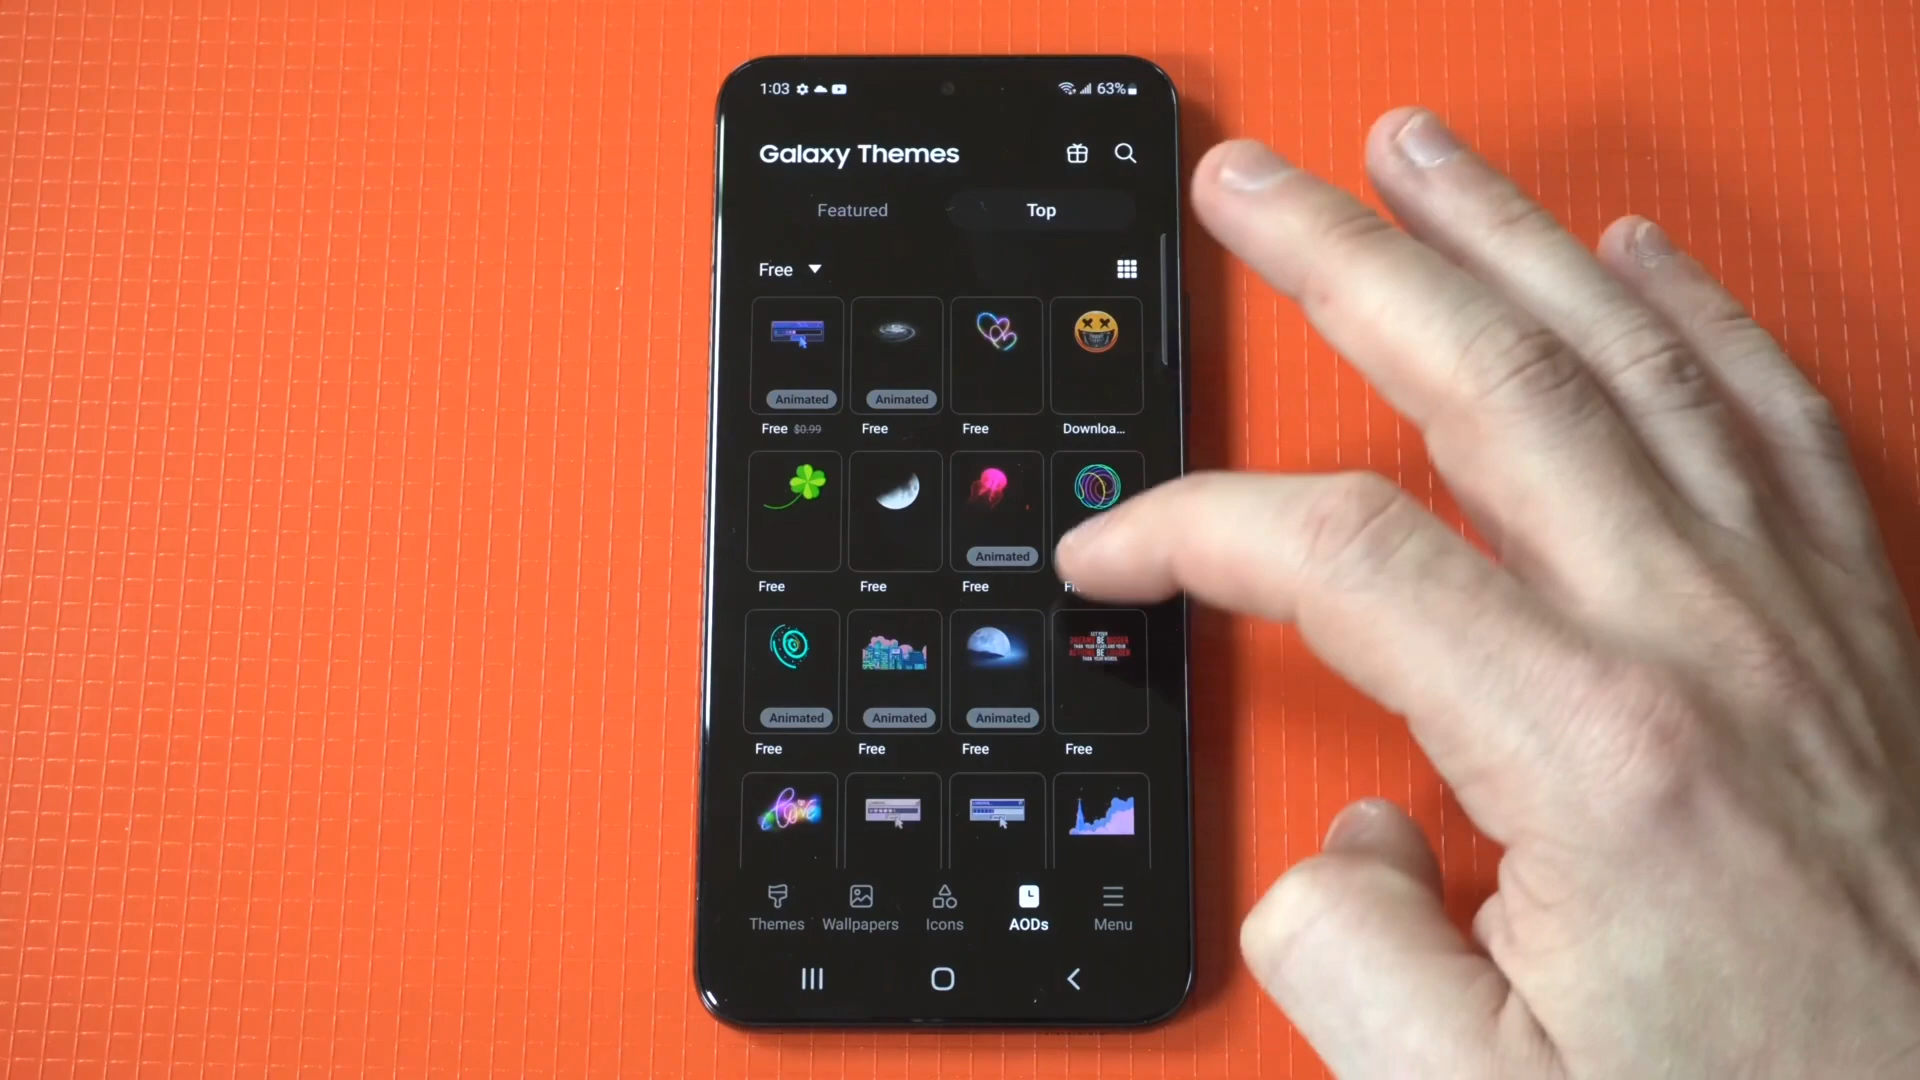 1:03 63%
Galaxy Themes
Featured Top
Free
Animated Animated
Free $0.99 Free Free Downloa...
Animated
Free Free Free
Animated Animated Animated
Free Free Free Free
love
Themes Wallpapers Icons AODs Menu